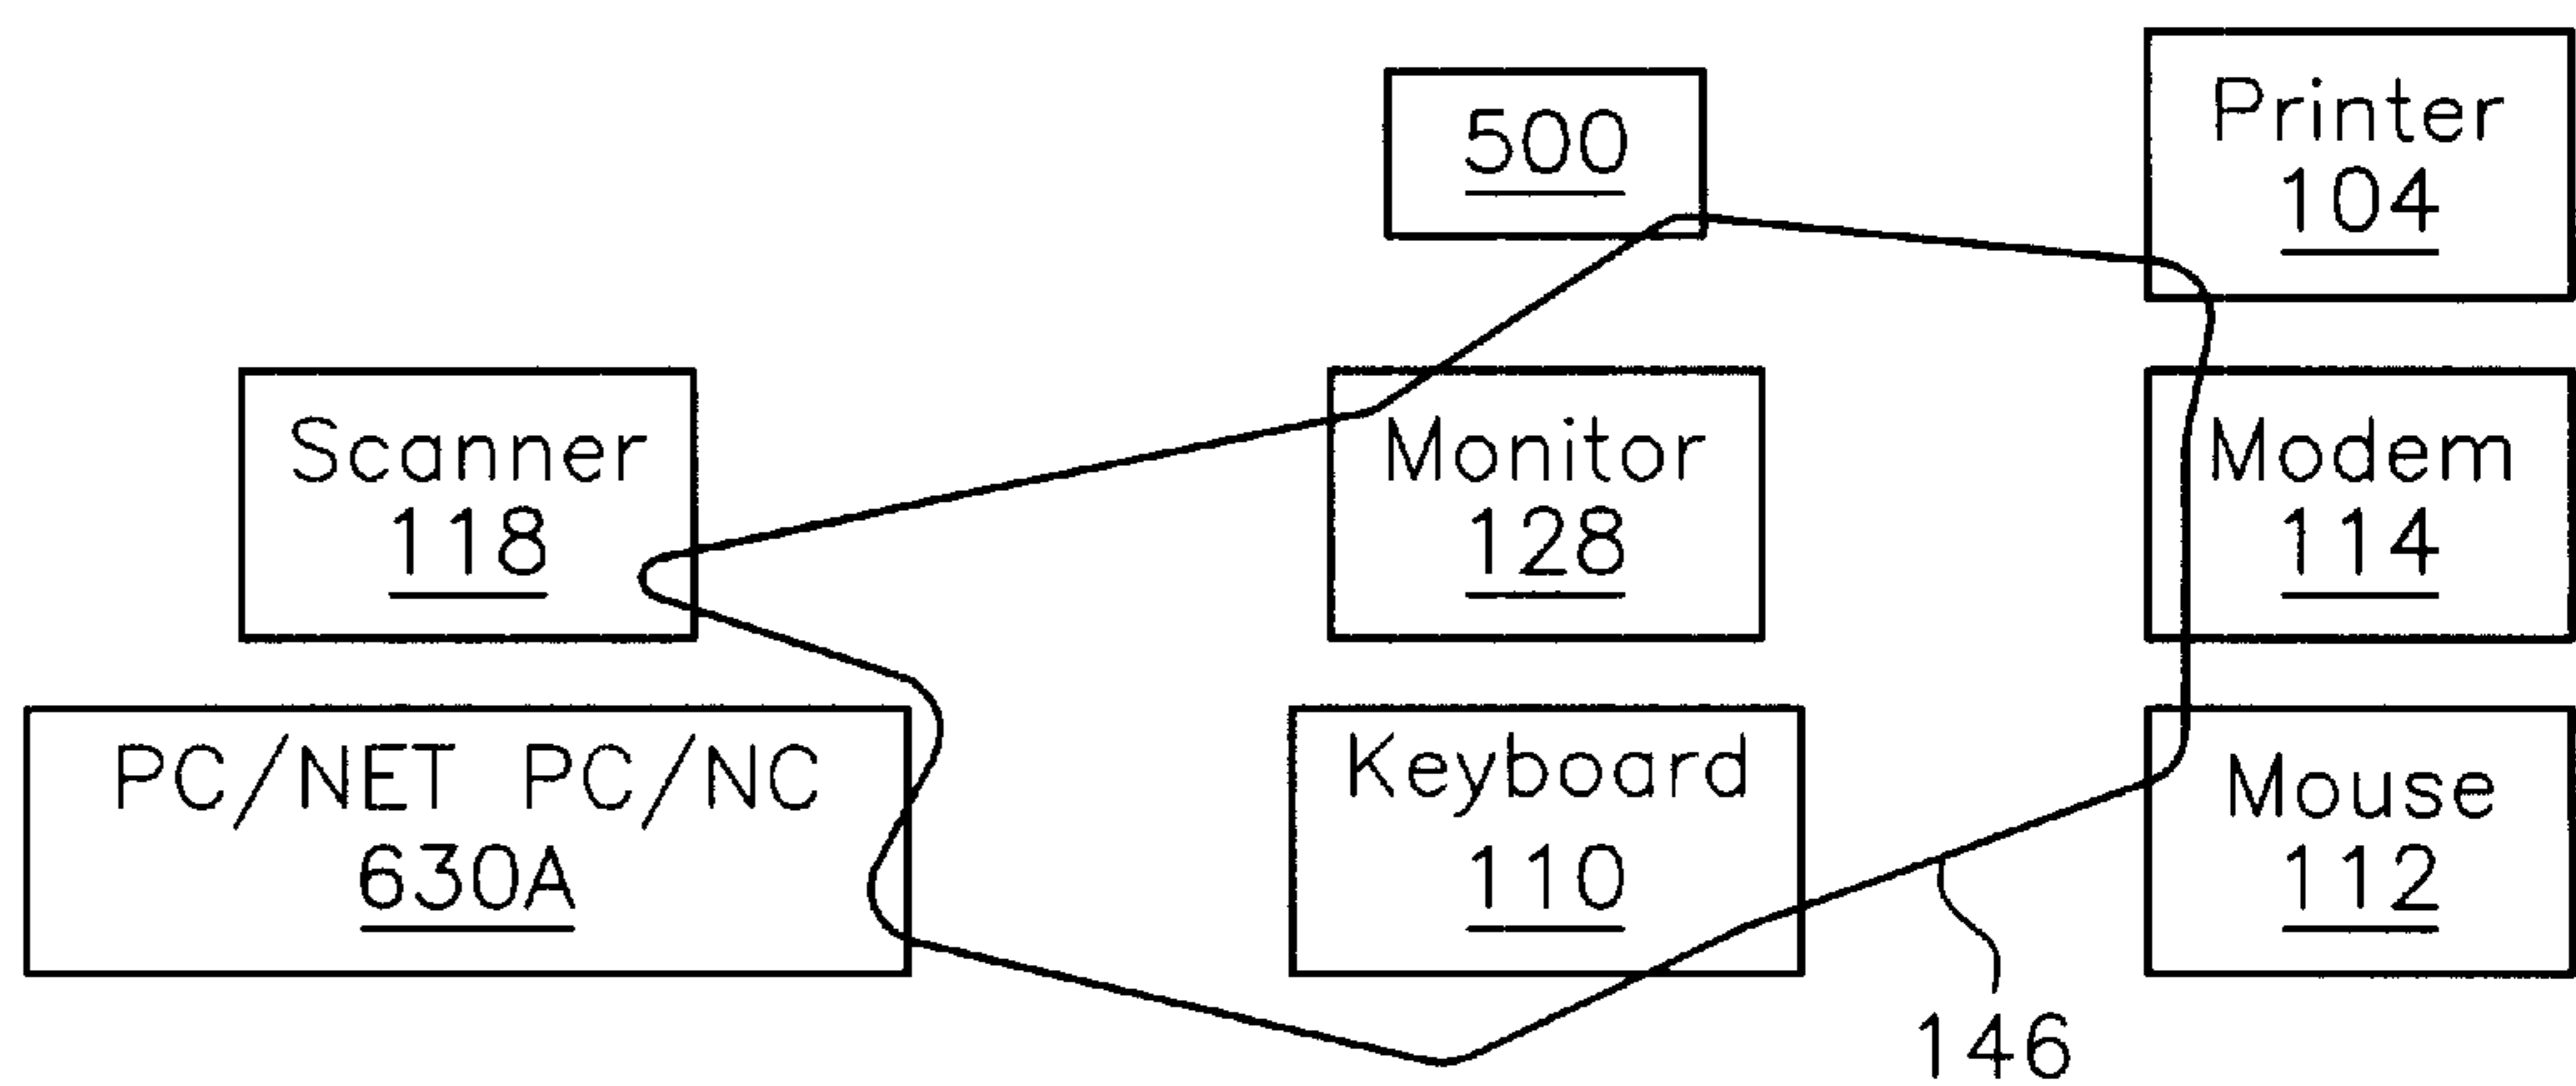 500
Printer
104
Scanner
118
Monitor
128
Modem
114
PC/NET PC/NC
630A
Keyboard
110
Mouse
112
146